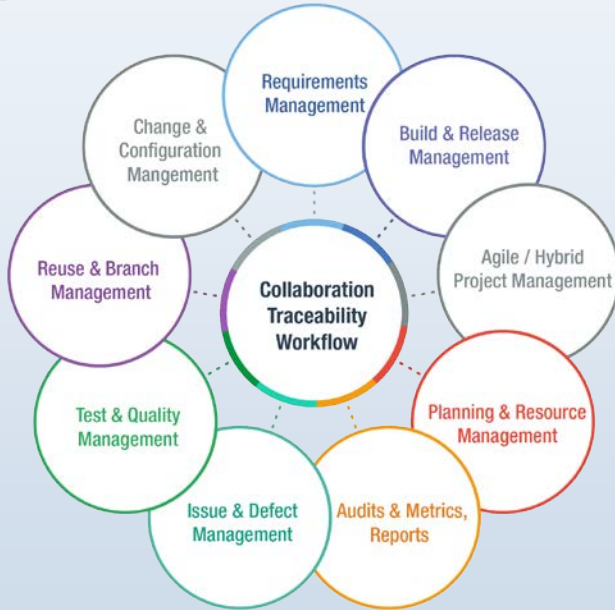 Requirements
Management
Build & Release
Management
Agile / Hybrid
Project Management
Planning & Resource
Management
Audits & Metrics,
Reports
Issue & Defect
Management
Test & Quality
Management
Reuse & Branch
Management
Change &
Configuration
Mangement
Collaboration
Traceability
Workflow